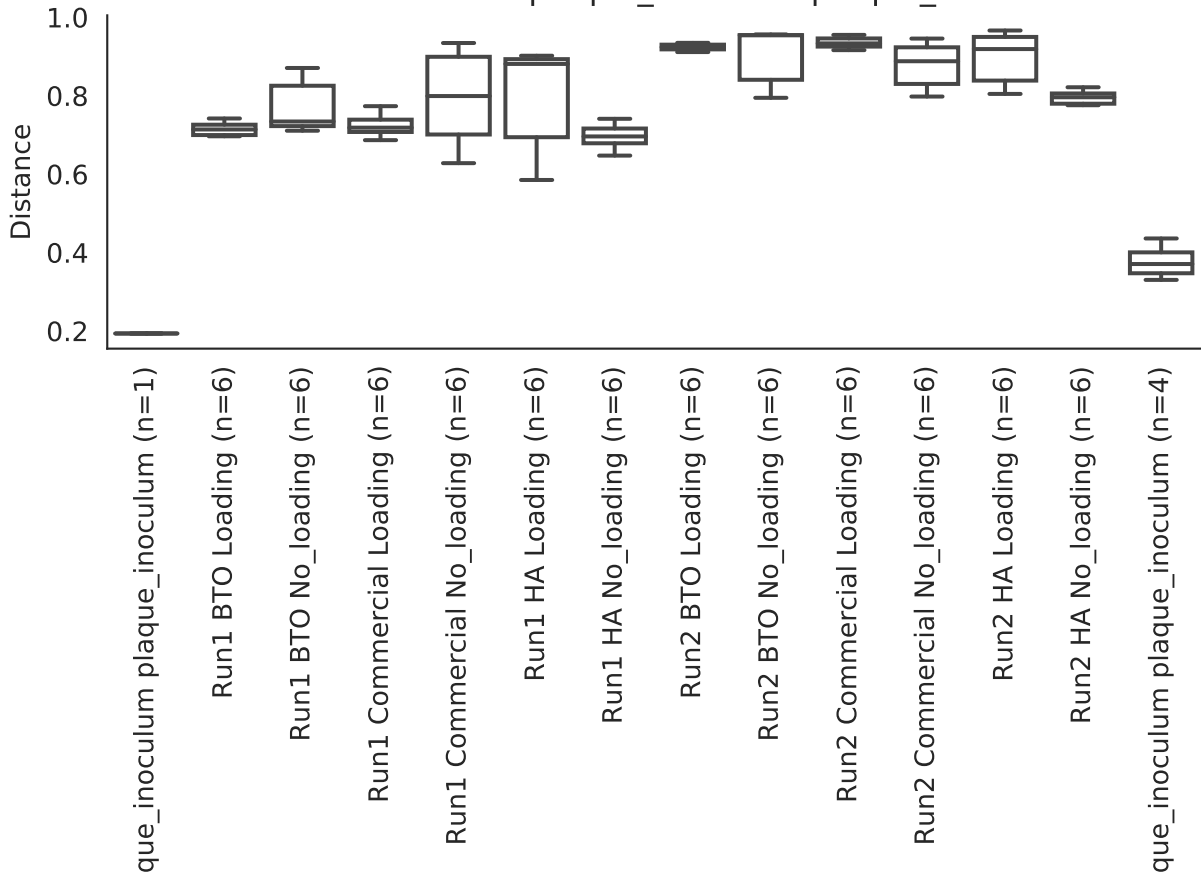 1.0
0.8
0.6
0.4
0.2
Distance
que_inoculum plaque_inoculum (n=1)
Run1 BTO Loading (n=6)
Run1 BTO No_loading (n=6)
Run1 Commercial Loading (n=6)
Run1 Commercial No_loading (n=6)
Run1 HA Loading (n=6)
Run1 HA No_loading (n=6)
Run2 BTO Loading (n=6)
Run2 BTO No_loading (n=6)
Run2 Commercial Loading (n=6)
Run2 Commercial No_loading (n=6)
Run2 HA Loading (n=6)
Run2 HA No_loading (n=6)
que_inoculum plaque_inoculum (n=4)